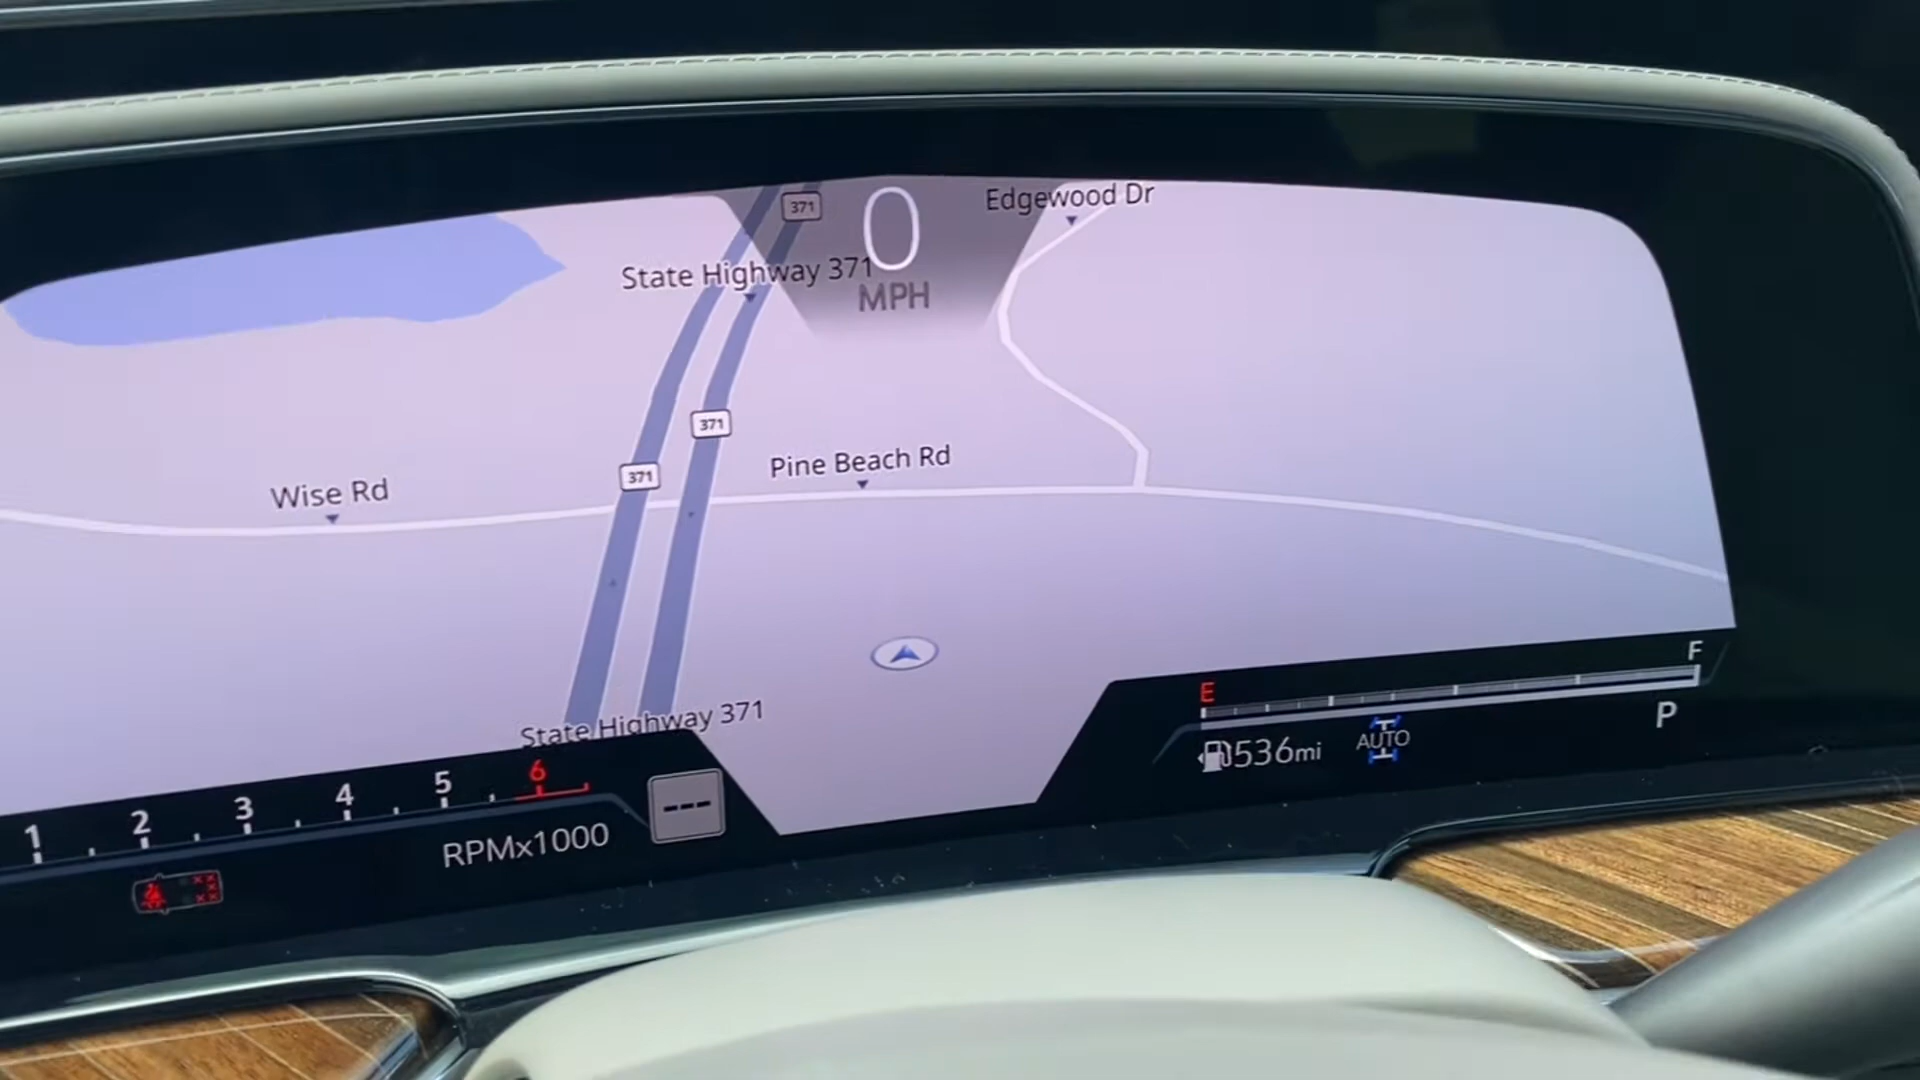 371
0
MPH
Edgewood Dr
State Highway 371
371
371
Pine Beach Rd
Wise Rd
State Highway 371
E
F
536mi
AUTO
P
1 2 3 4 5 6
RPMx1000
---